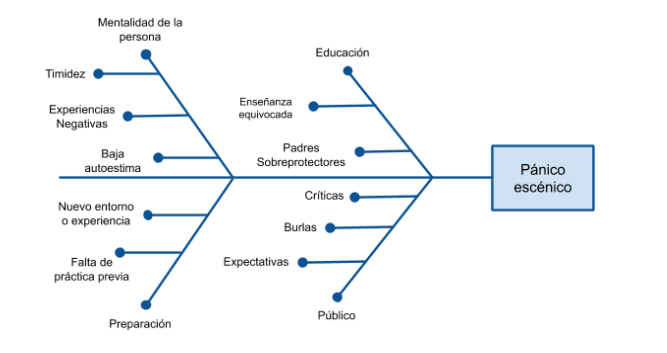 Mentalidad de la
persona
Timidez
Experiencias
Negativas
Baja
autoestima
Educación
Enseñanza
equivocada
Padres
Sobreprotectores
Pánico
escénico
Nuevo entorno
o experiencia
Falta de
práctica previa
Preparación
Críticas
Burlas
Expectativas
Público